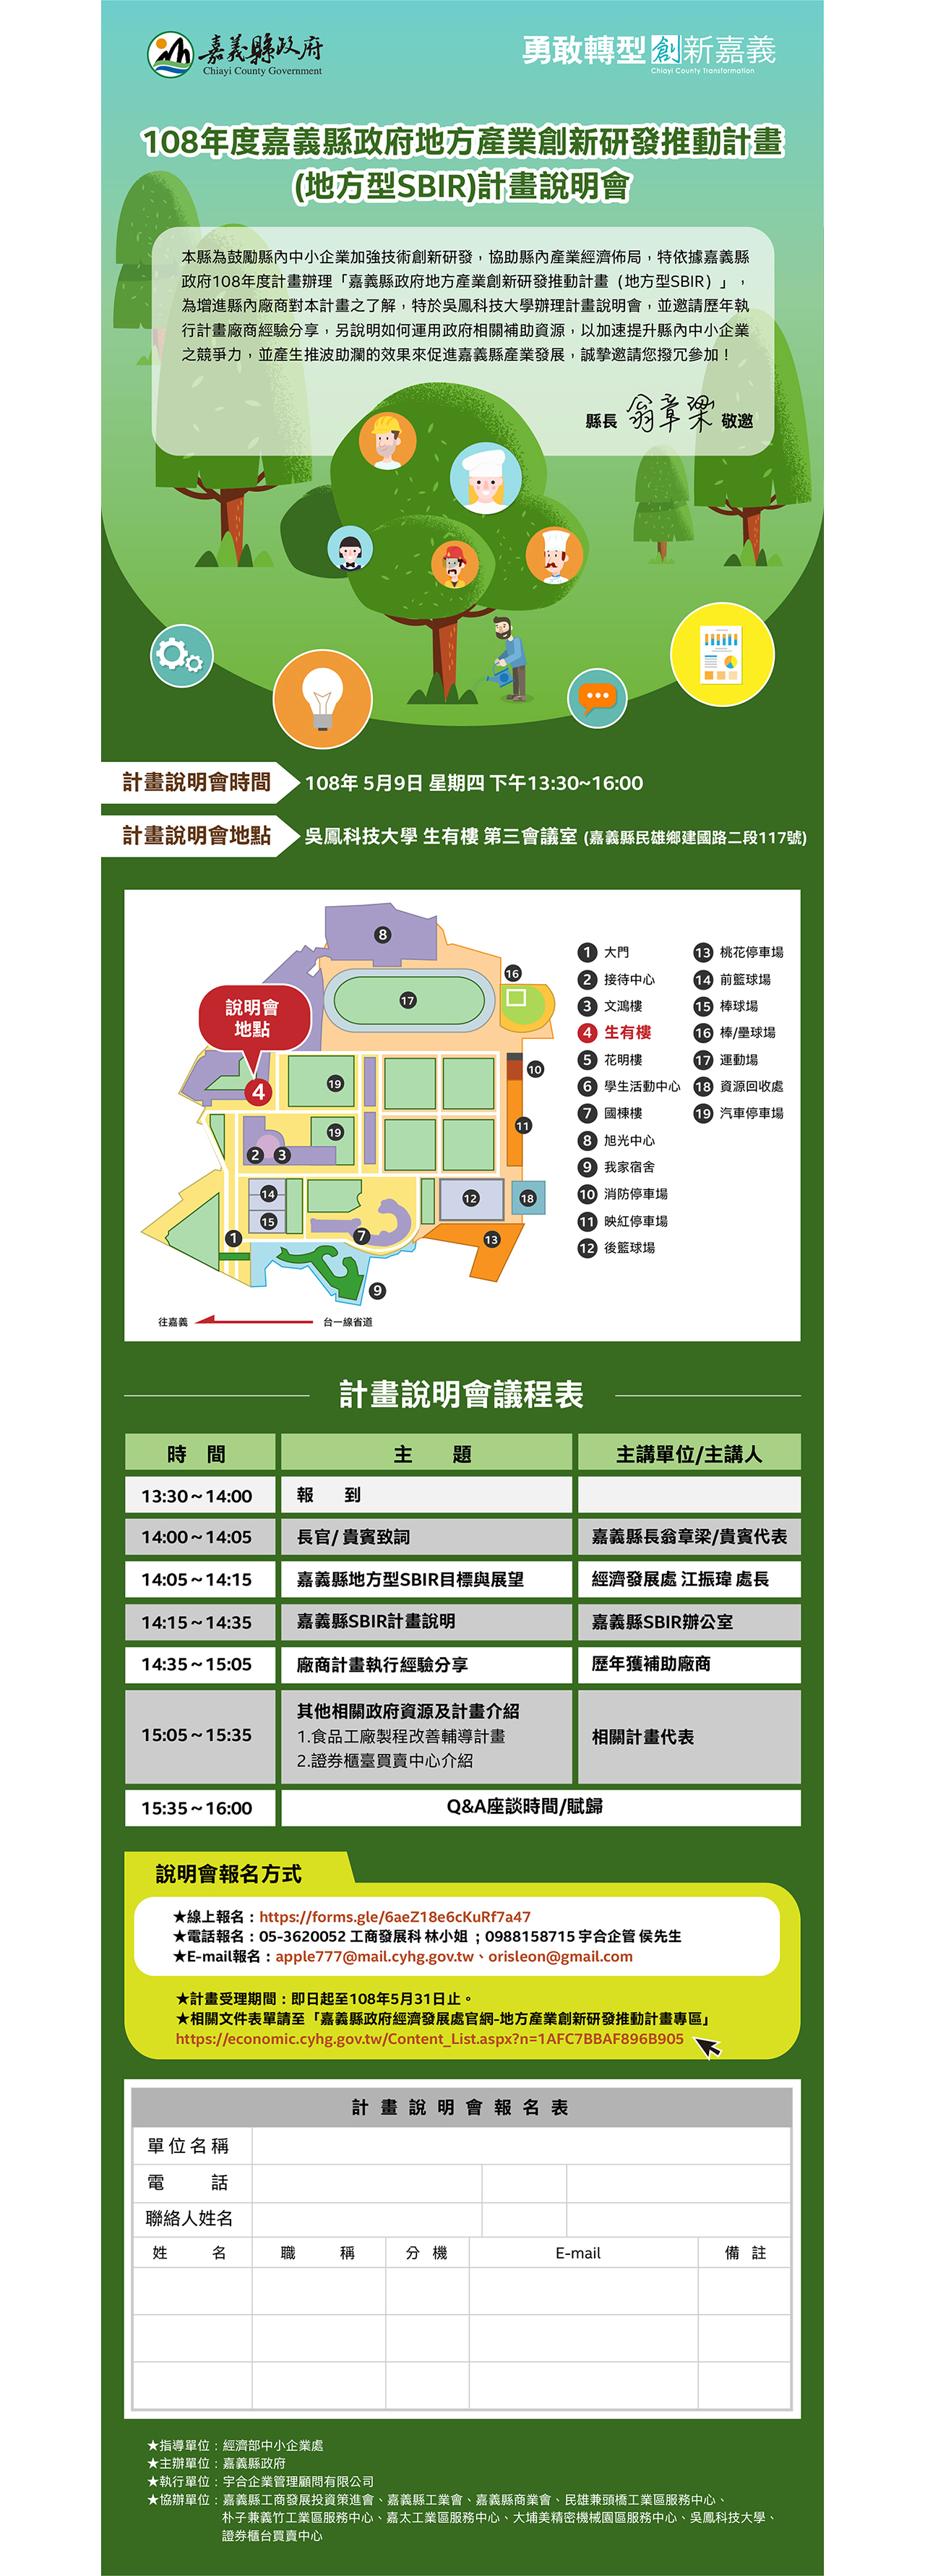 嘉義縣政府
Chiayi County Government
勇敢轉型 創新嘉義
Chiayi County Transformation
108年度嘉義縣政府地方產業創新研發推動計畫
(地方型SBIR)計畫說明會
本縣為鼓勵縣內中小企業加強技術創新研發，協助縣內產業經濟佈局，特依據嘉義縣
政府108年度計畫辦理「嘉義縣政府地方產業創新研發推動計畫（地方型SBIR）」，
為增進縣內廠商對本計畫之了解，特於吳鳳科技大學辦理計畫說明會，並邀請歷年執
行計畫廠商經驗分享，另說明如何運用政府相關補助資源，以加速提升縣內中小企業
之競爭力，並產生推波助瀾的效果來促進嘉義縣產業發展，誠摯邀請您撥冗參加！
縣長 翁章梁 敬邀
計畫說明會時間 108年 5月9日 星期四 下午13:30~16:00
計畫說明會地點 吳鳳科技大學 生有樓 第三會議室 (嘉義縣民雄鄉建國路二段117號)
說明會
地點
4
8
17
16
19
10
11
19
2
3
14
15
12
18
1
7
13
9
往嘉義
台一線省道
1 大門
2 接待中心
3 文鴻樓
4 生有樓
5 花明樓
6 學生活動中心
7 國棟樓
8 旭光中心
9 我家宿舍
10 消防停車場
11 映紅停車場
12 後籃球場
13 桃花停車場
14 前籃球場
15 棒球場
16 棒/壘球場
17 運動場
18 資源回收處
19 汽車停車場
計畫說明會議程表
時 間 主 題 主講單位/主講人
13:30～14:00 報 到
14:00～14:05 長官/ 貴賓致詞 嘉義縣長翁章梁/貴賓代表
14:05～14:15 嘉義縣地方型SBIR目標與展望 經濟發展處 江振瑋 處長
14:15～14:35 嘉義縣SBIR計畫說明 嘉義縣SBIR辦公室
14:35～15:05 廠商計畫執行經驗分享 歷年獲補助廠商
15:05～15:35 其他相關政府資源及計畫介紹
1.食品工廠製程改善輔導計畫
2.證券櫃臺買賣中心介紹
相關計畫代表
15:35～16:00 Q&A座談時間/賦歸
說明會報名方式
★線上報名：https://forms.gle/6aeZ18e6cKuRf7a47
★電話報名：05-3620052 工商發展科 林小姐 ；0988158715 宇合企管 侯先生
★E-mail報名：apple777@mail.cyhg.gov.tw、orisleon@gmail.com
★計畫受理期間：即日起至108年5月31日止。
★相關文件表單請至「嘉義縣政府經濟發展處官網-地方產業創新研發推動計畫專區」
https://economic.cyhg.gov.tw/Content_List.aspx?n=1AFC7BBAF896B905
計畫說明會報名表
單位名稱
電 話
聯絡人姓名
姓 名 職 稱 分 機 E-mail 備 註
★指導單位：經濟部中小企業處
★主辦單位：嘉義縣政府
★執行單位：宇合企業管理顧問有限公司
★協辦單位：嘉義縣工商發展投資策進會、嘉義縣工業會、嘉義縣商業會、民雄兼頭橋工業區服務中心、
朴子兼義竹工業區服務中心、嘉太工業區服務中心、大埔美精密機械園區服務中心、吳鳳科技大學、
證券櫃台買賣中心